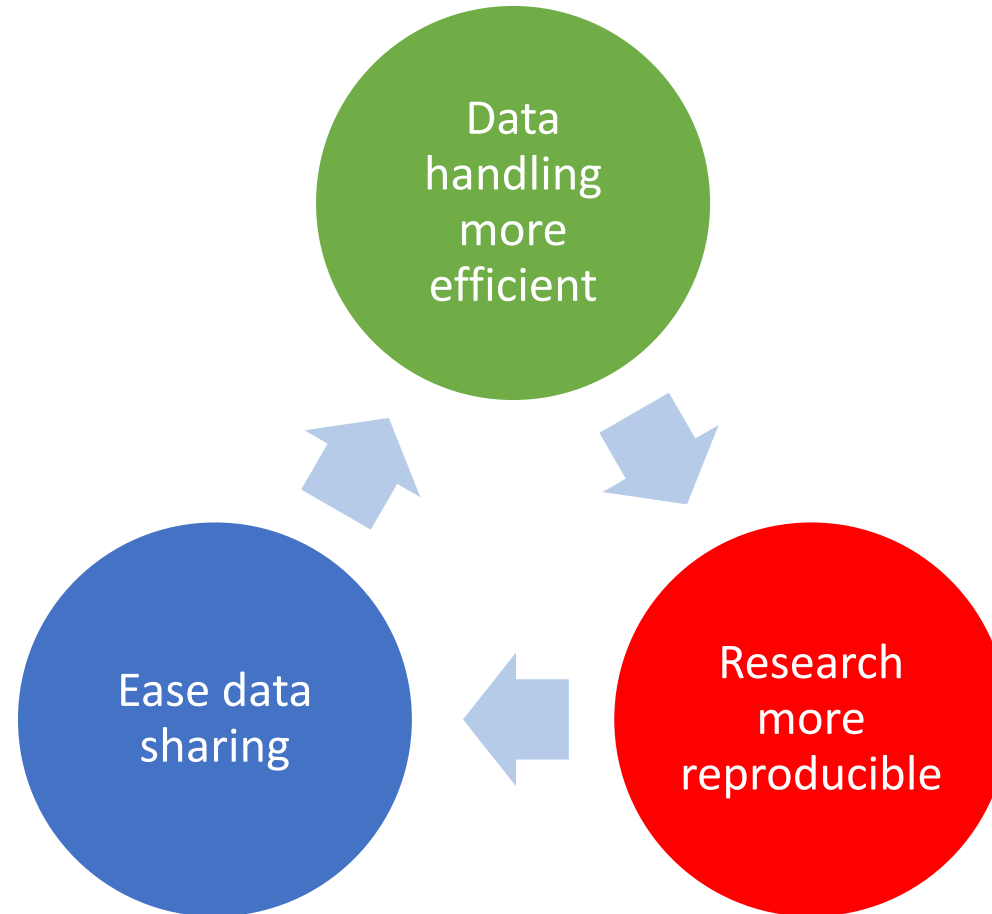 Data
handling
more
efficient
Research
more
reproducible
Ease data
sharing